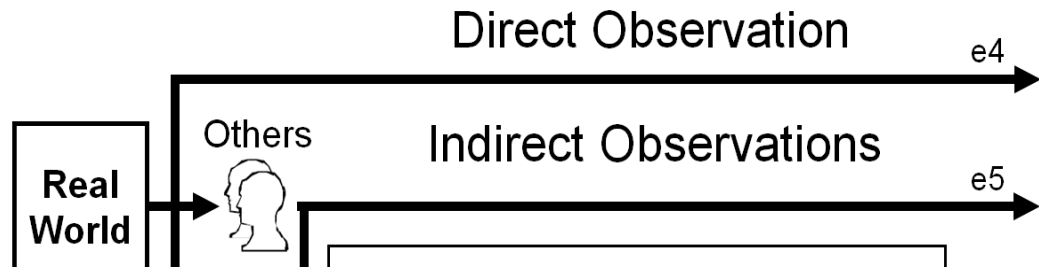 Direct Observation
e4
Others
Indirect Observations
e5
Real
World